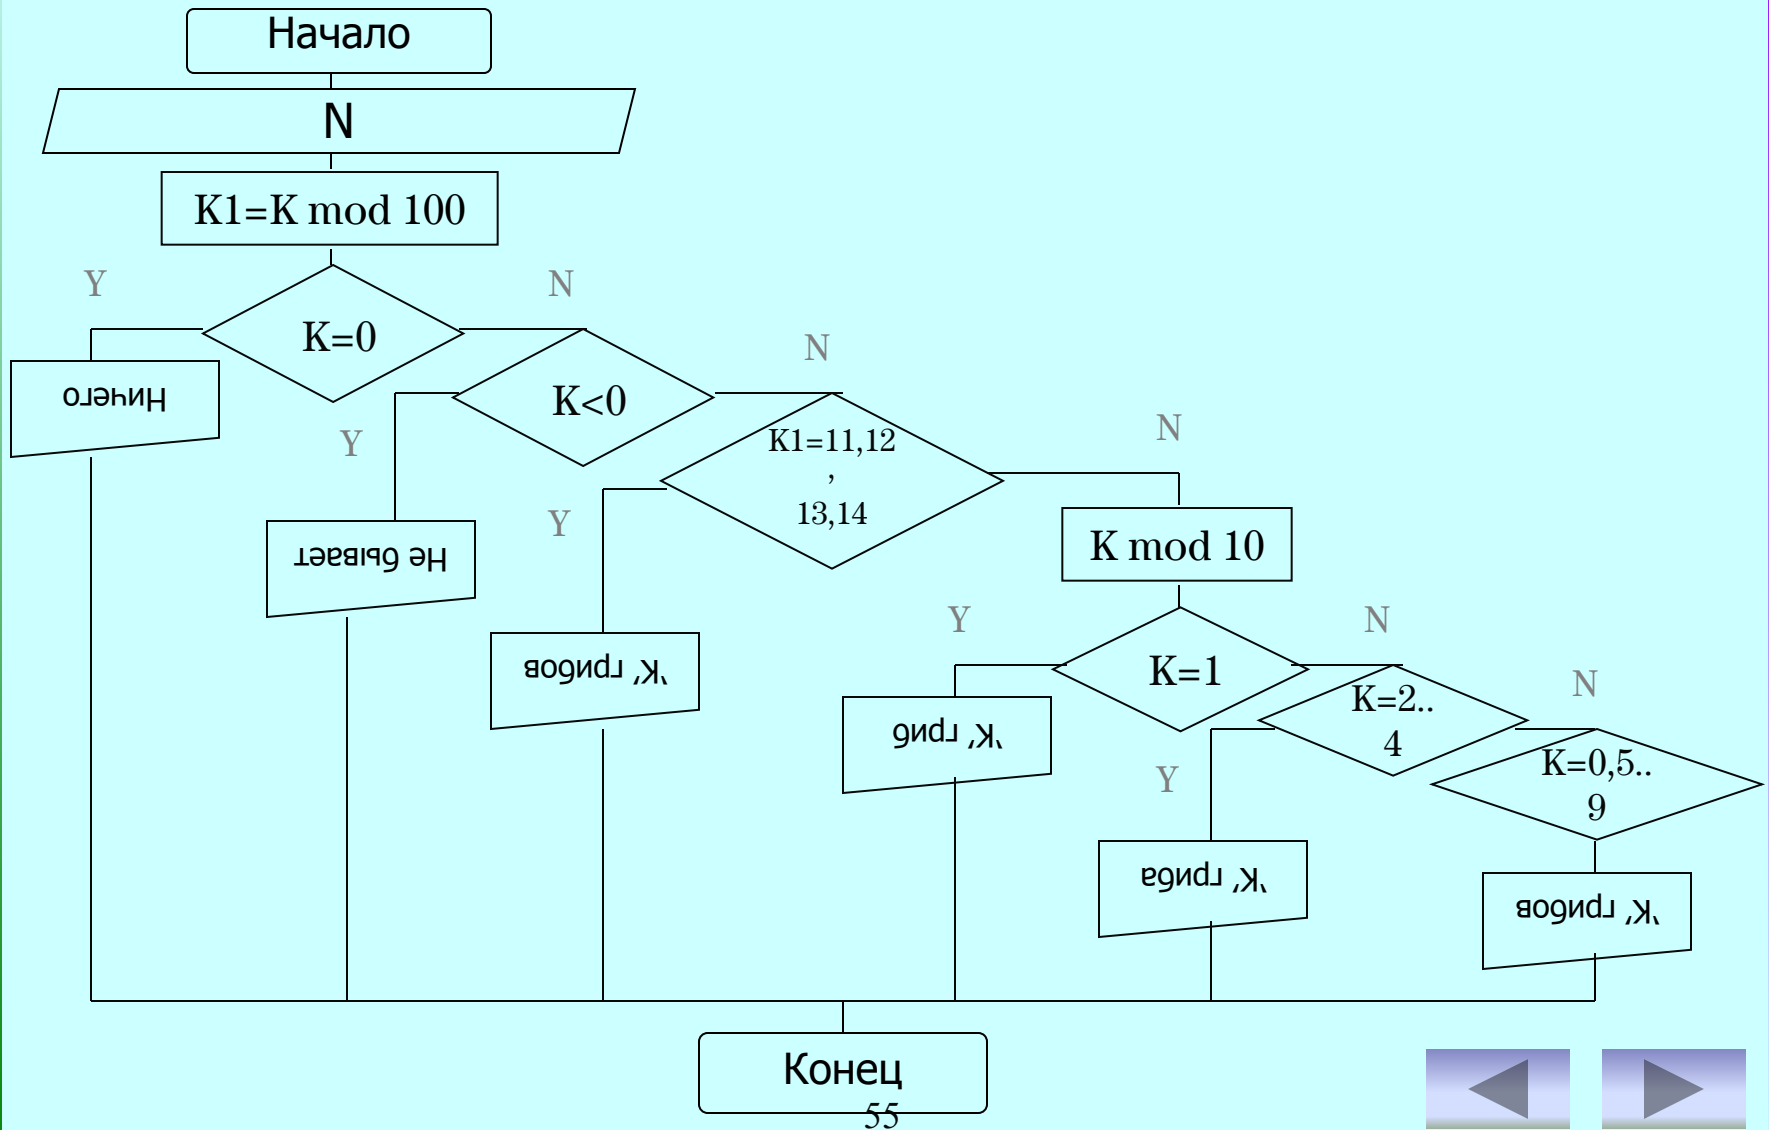 Начало
N
K1=K mod 100
Y
N
K=0
N
Ничего
K<0
Y
K1=11,12
,
13,14
N
Y
Не бывает
K mod 10
Y
N
'K' грибов
K=1
K=2..
4
N
'K' гриб
Y
K=0,5..
9
'K' гриба
'K' грибов
Конец
55